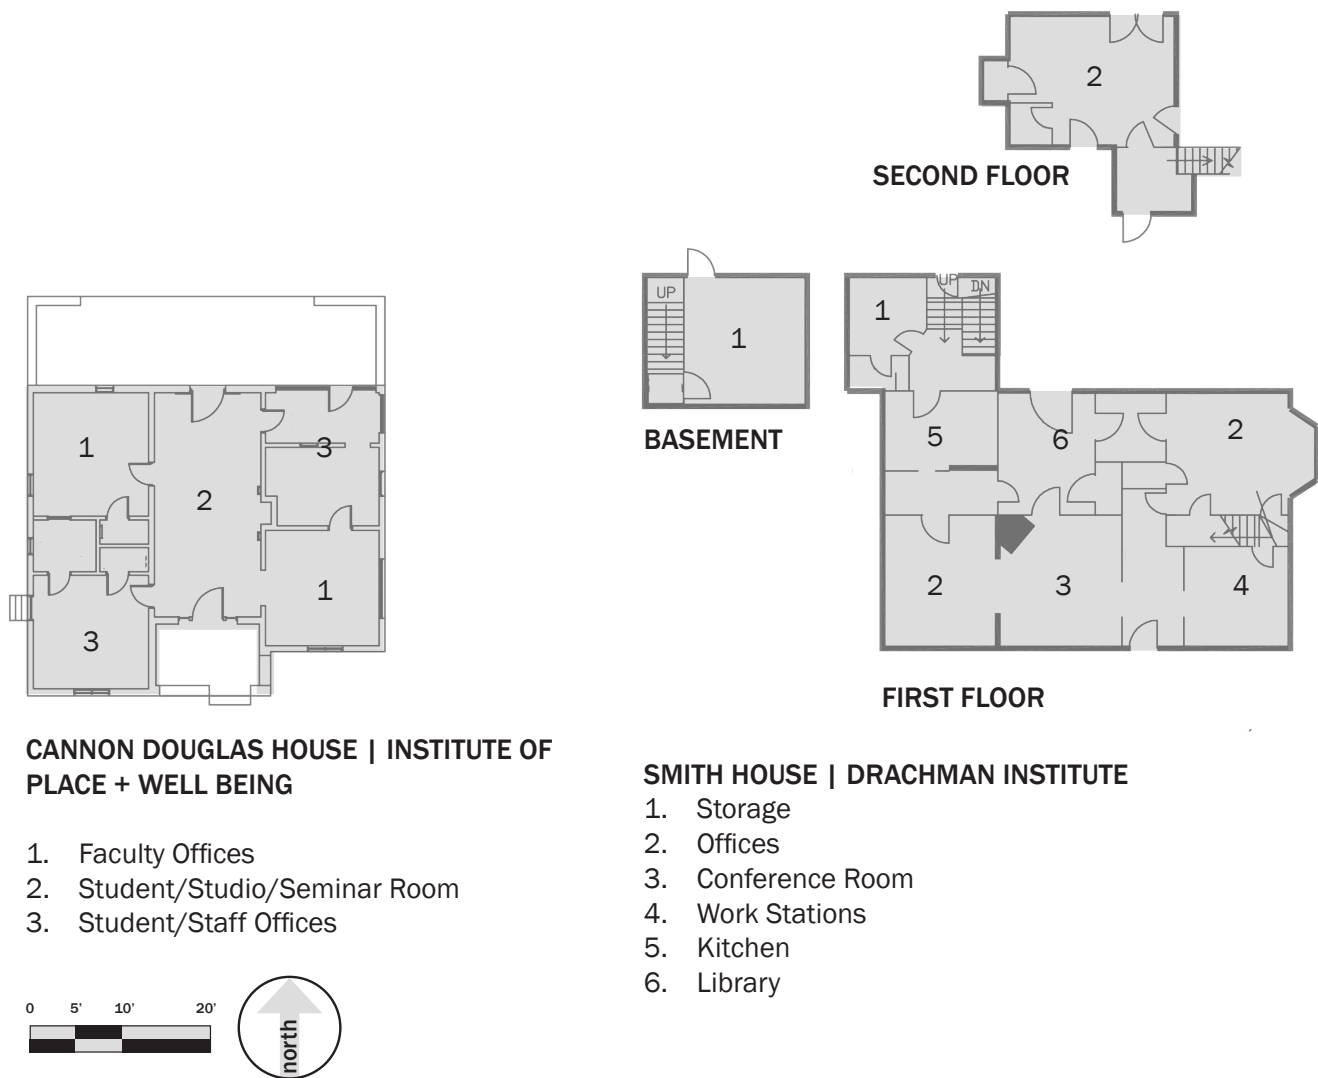 2
SECOND FLOOR
UP
1
BASEMENT
UP
DN
1
5
6
2
2
3
4
FIRST FLOOR
1
3
2
1
3
CANNON DOUGLAS HOUSE | INSTITUTE OF
PLACE + WELL BEING
1. Faculty Offices
2. Student/Studio/Seminar Room
3. Student/Staff Offices
SMITH HOUSE | DRACHMAN INSTITUTE
1. Storage
2. Offices
3. Conference Room
4. Work Stations
5. Kitchen
6. Library
0 5' 10' 20'
north